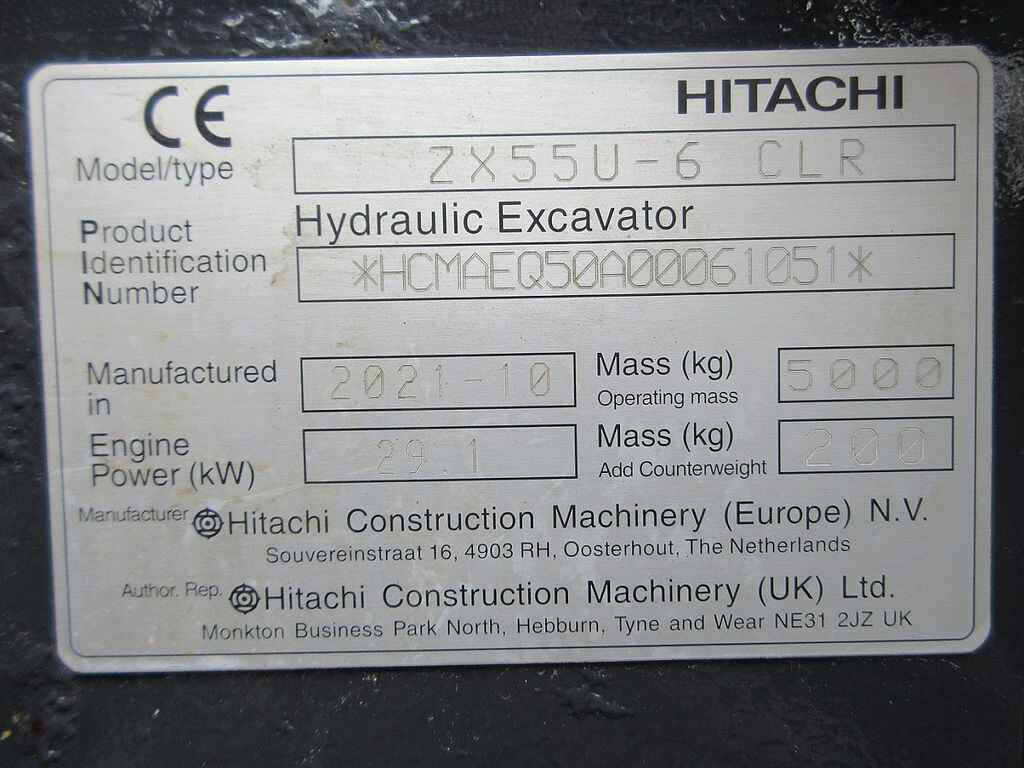 CE HITACHI
Model/type ZX55U-6 CLR
Hydraulic Excavator
Product
Identification *HCMAEQ50A00061051*
Number
Manufactured 2021-10 Mass (kg) 5000
in Operating mass
Engine 29.1 Mass (kg) 200
Power (kW) Add Counterweight
Manufacturer Hitachi Construction Machinery (Europe) N.V.
Souvereinstraat 16, 4903 RH, Oosterhout, The Netherlands
Author. Rep. Hitachi Construction Machinery (UK) Ltd.
Monkton Business Park North, Hebburn, Tyne and Wear NE31 2JZ UK